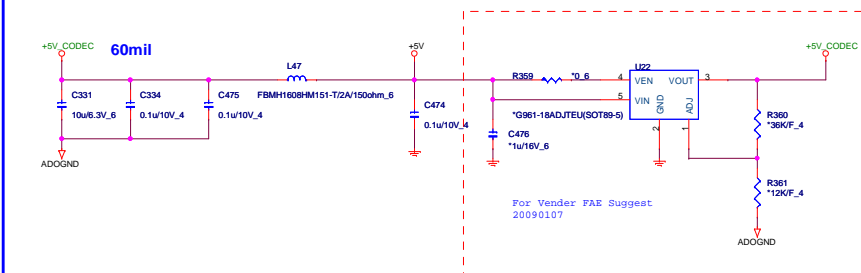 +5V_CODEC
60mil
L47
FBMH1608HM151-T/2A/150ohm_6
C331
10u/6.3V_6
C334
0.1u/10V_4
C475
0.1u/10V_4
ADOGND
+5V
C474
0.1u/10V_4
R359
*0_6
C476
*1u/16V_6
U22
4
VEN
VOUT
3
5
VIN
GND
ADJ
2
1
*G961-18ADJTEU(SOT89-5)
+5V_CODEC
R360
*36K/F_4
R361
*12K/F_4
ADOGND
For Vender FAE Suggest
20090107